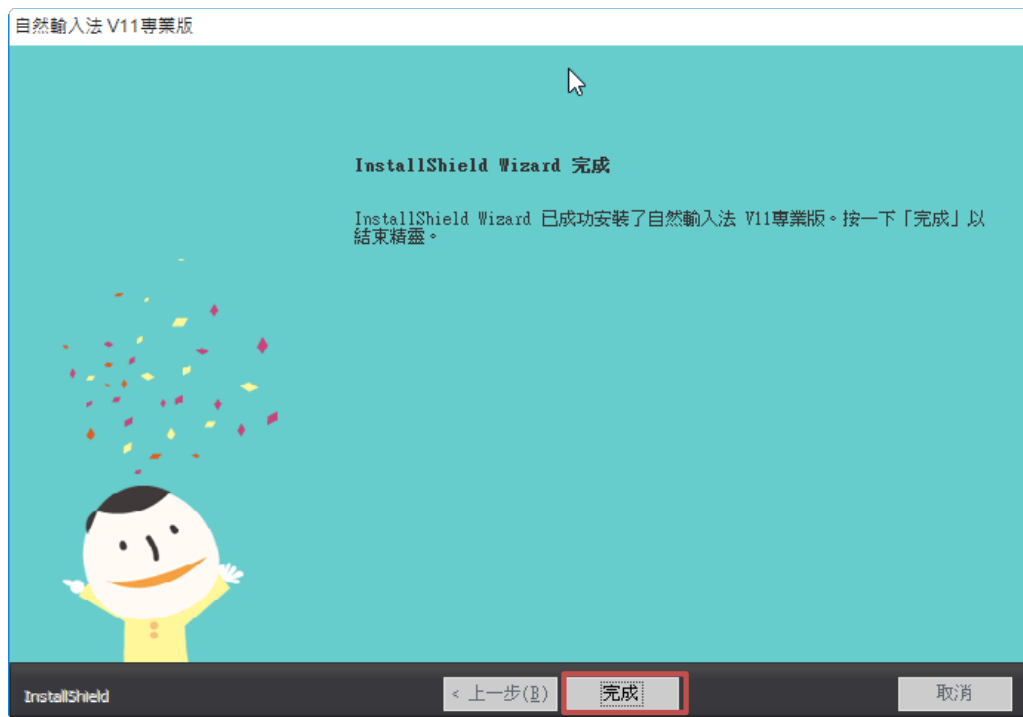 自然輸入法 V11專業版
InstallShield Wizard 完成
InstallShield Wizard 已成功安裝了自然輸入法 V11專業版。按一下「完成」以
結束精靈。
InstallShield
< 上一步(B)
完成
取消